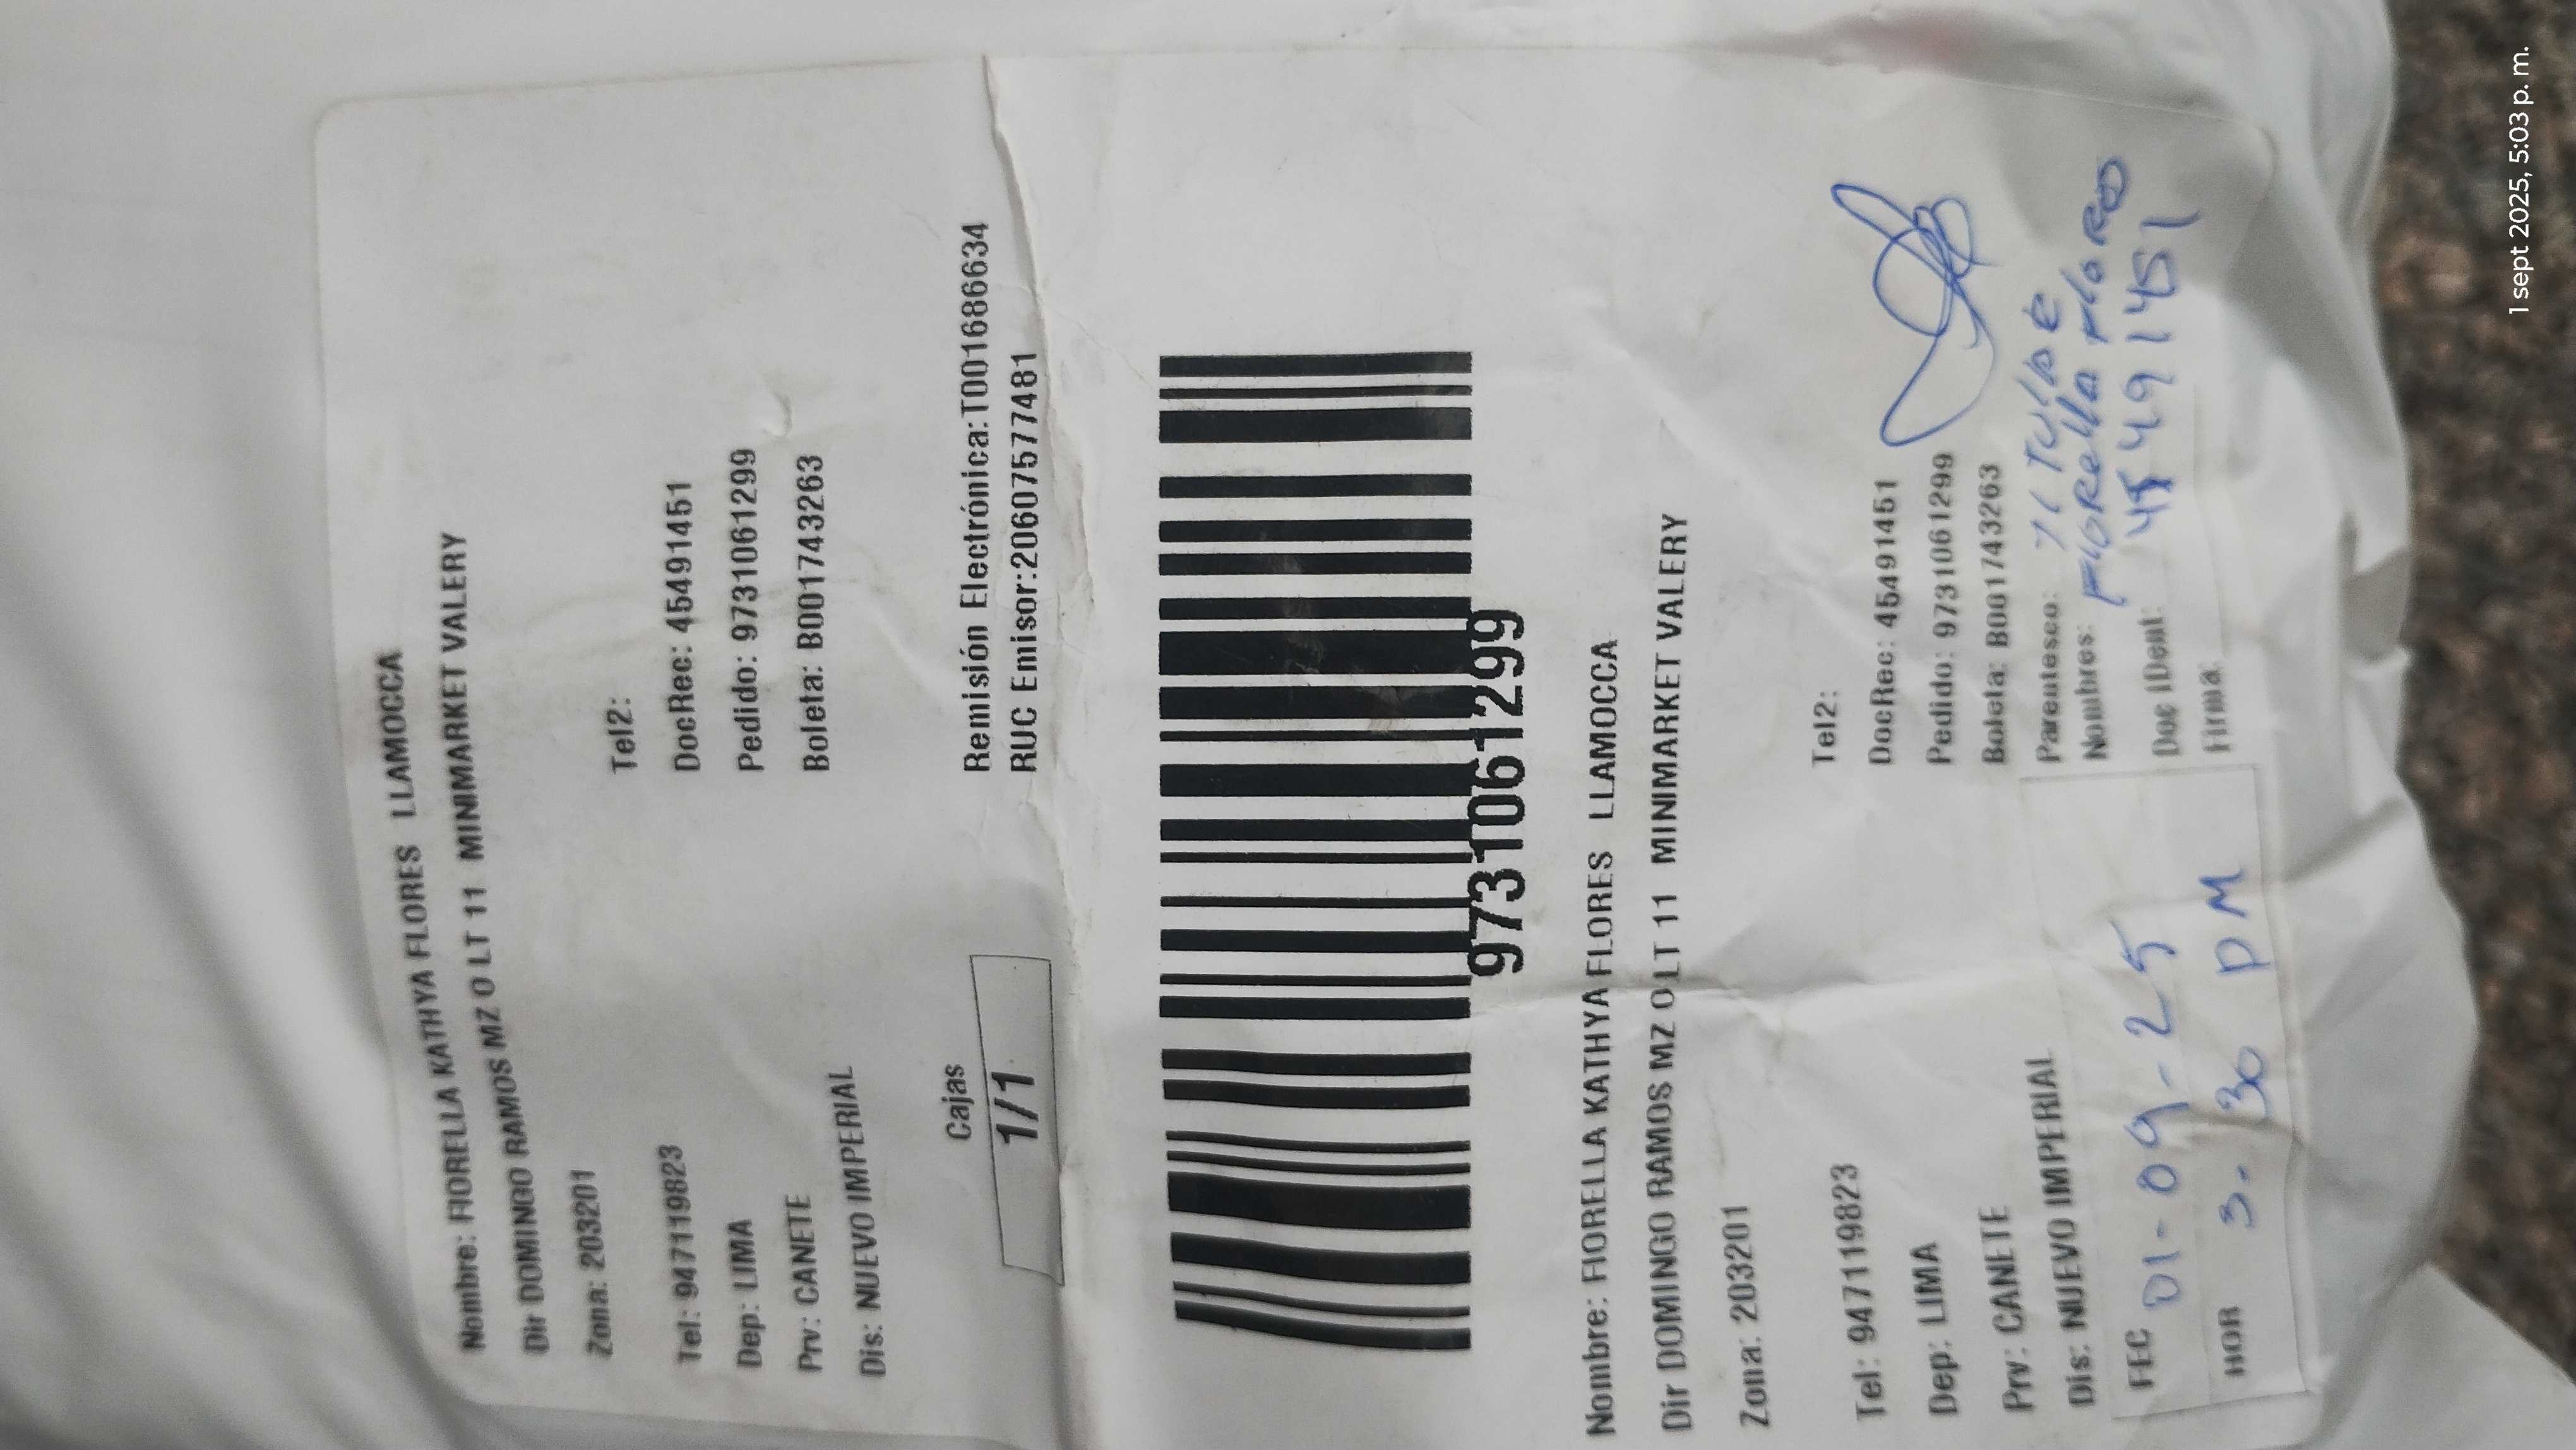 Nombre: FIORELLA KATHYA FLORES LLAMOCCA
Dir DOMINGO RAMOS MZ O LT 11 MINIMARKET VALERY
Zona: 203201
Tel2:
Tel: 947119823
DocRec: 45491451
Dep: LIMA
Pedido: 9731061299
Prv: CANETE
Boleta: B001743263
Dis: NUEVO IMPERIAL
Cajas
1/1
Remisión Electrónica:T001686634
RUC Emisor:20607577481
9731061299
Nombre: FIORELLA KATHYA FLORES LLAMOCCA
Dir DOMINGO RAMOS MZ O LT 11 MINIMARKET VALERY
Zona: 203201
Tel2:
Tel: 947119823
DocRec: 45491451
Dep: LIMA
Pedido: 9731061299
Prv: CANETE
Boleta: B001743263
Dis: NUEVO IMPERIAL
Parentesco:
Nombres: FIORELLA
FEC 01-09-25
Doc IDent: 45491451
HOR 3-30 PM
Firma:
1 sept 2025, 5:03 p. m.